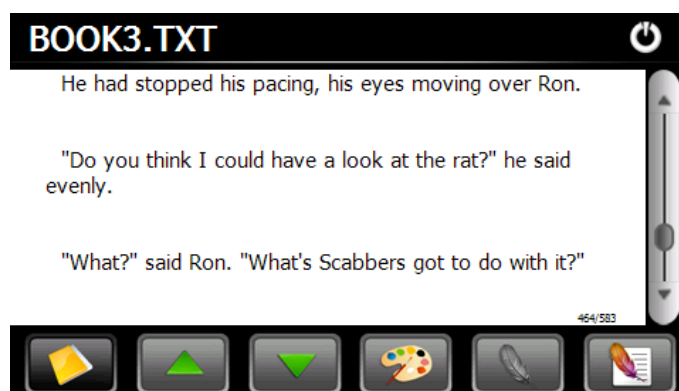 BOOK3.TXT
He had stopped his pacing, his eyes moving over Ron.
"Do you think I could have a look at the rat?" he said
evenly.
"What?" said Ron. "What's Scabbers got to do with it?"
464/583